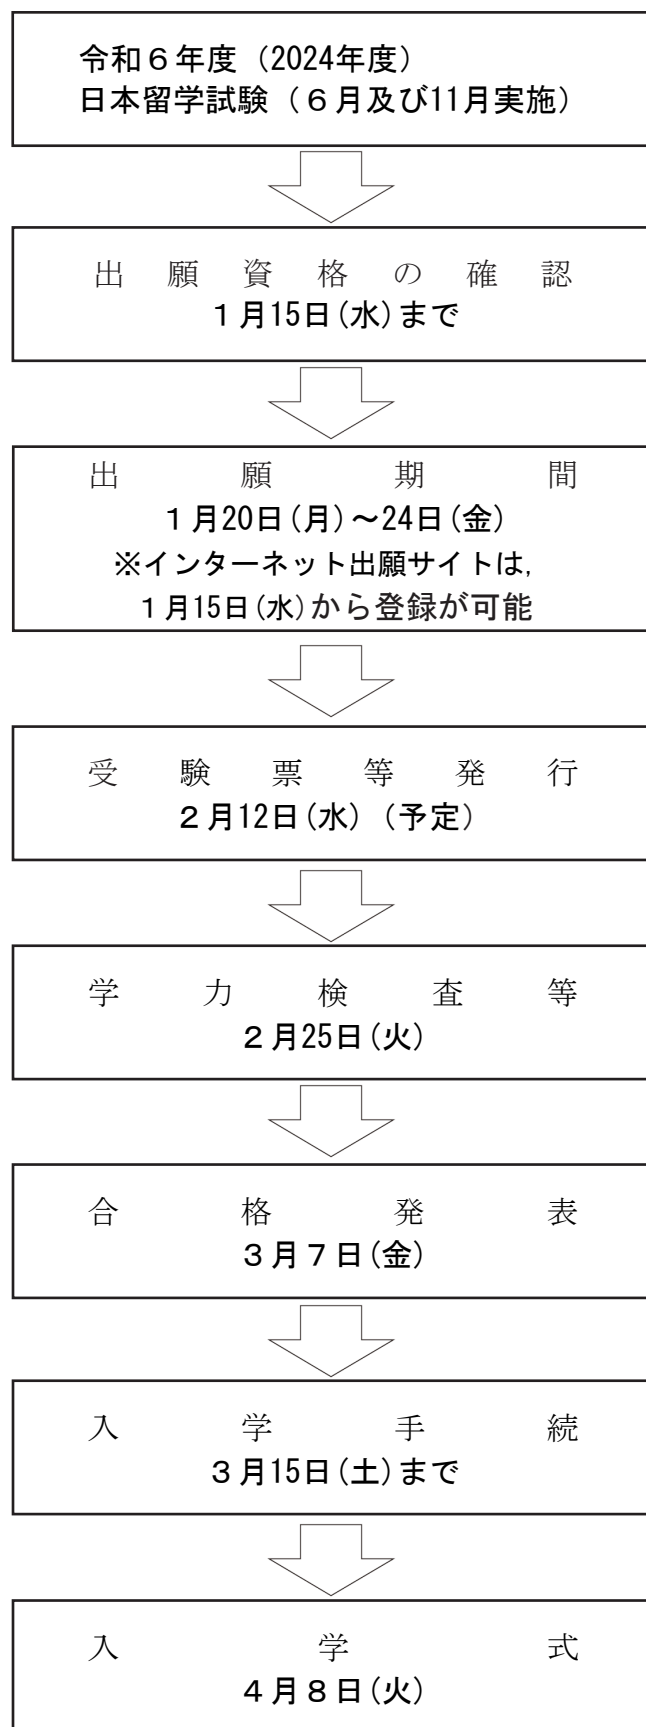 令和６年度（2024年度）
日本留学試験（６月及び11月実施）
出願資格の確認
１月15日(水)まで
出願期間
１月20日(月)～24日(金)
※インターネット出願サイトは,
１月15日(水)から登録が可能
受験票等発行
２月12日(水)（予定）
学力検査等
２月25日(火)
合格発表
３月７日(金)
入学手続
３月15日(土)まで
入学式
４月８日(火)